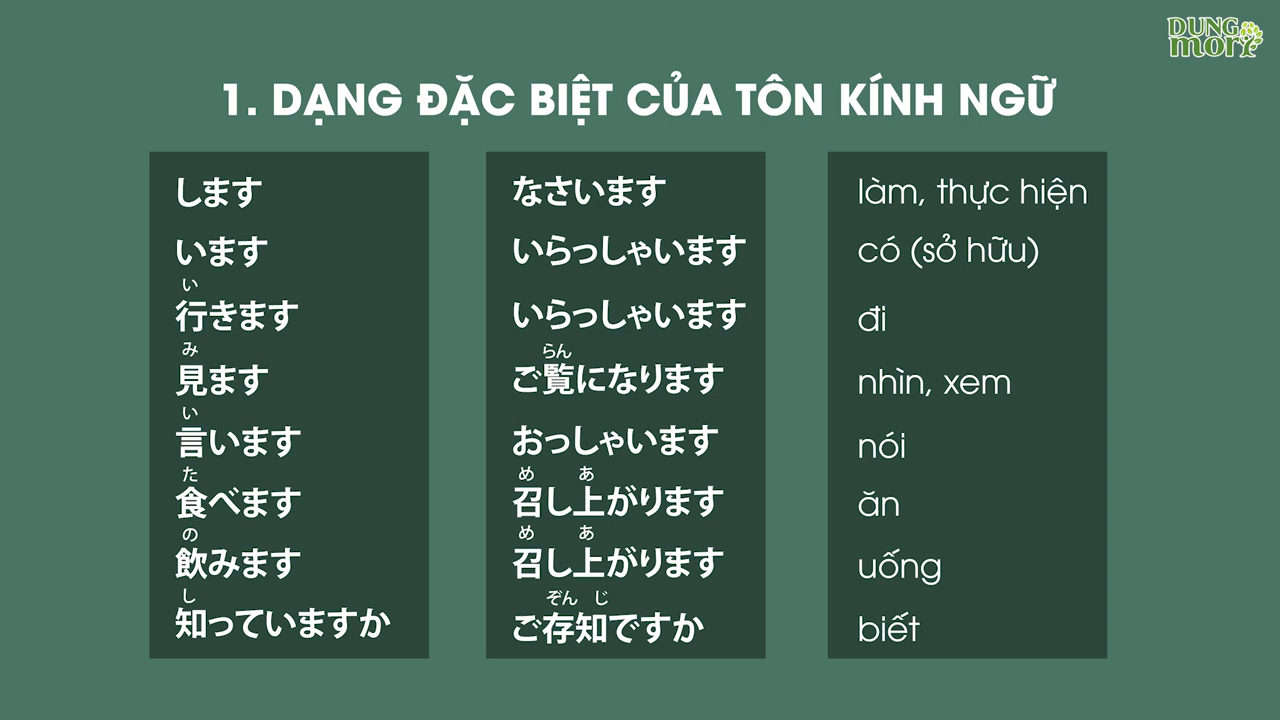 DUNG
mori
1. DẠNG ĐẶC BIỆT CỦA TÔN KÍNH NGỮ
します なさいます làm, thực hiện
います いらっしゃいます có (sở hữu)
い
行きます いらっしゃいます đi
み らん
見ます ご覧になります nhìn, xem
い
言います おっしゃいます nói
た め あ
食べます 召し上がります ăn
の め あ
飲みます 召し上がります uống
し ぞん じ
知っていますか ご存知ですか biết